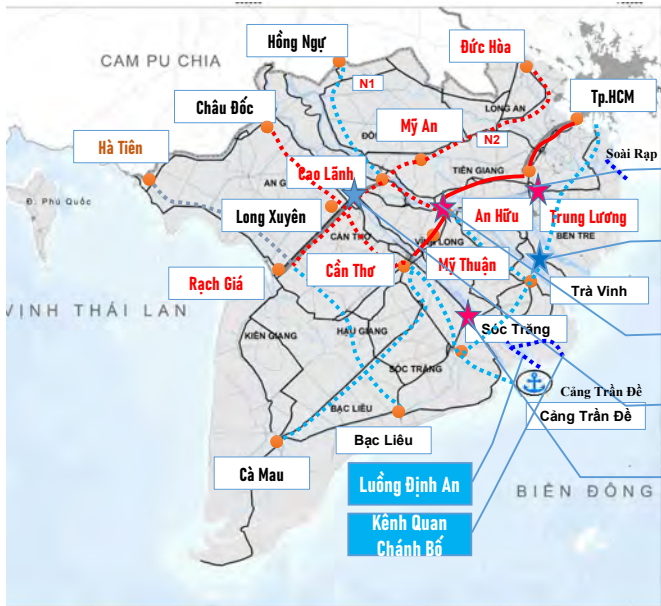 Hồng Ngự
Đức Hòa
CAM PU CHIA
N1
Tp.HCM
LONG AN
Châu Đốc
Mỹ An
N2
Hà Tiên
Soài Rạp
TIỀN GIANG
Cao Lãnh
AN G
Đ. Phú Quốc
Long Xuyên
An Hữu
Trung Lương
CẦN THƠ
VĨNH LONG
BẾN TRE
Rạch Giá
Cần Thơ
Mỹ Thuận
Trà Vinh
VỊNH THÁI LAN
KIÊN GIANG
HẬU GIANG
Sóc Trăng
SÓC TRĂNG
Cảng Trần Đề
BẠC LIÊU
Cảng Trần Đề
Bạc Liêu
Cà Mau
Luồng Định An
BIỂN ĐÔNG
Kênh Quan
Chánh Bố